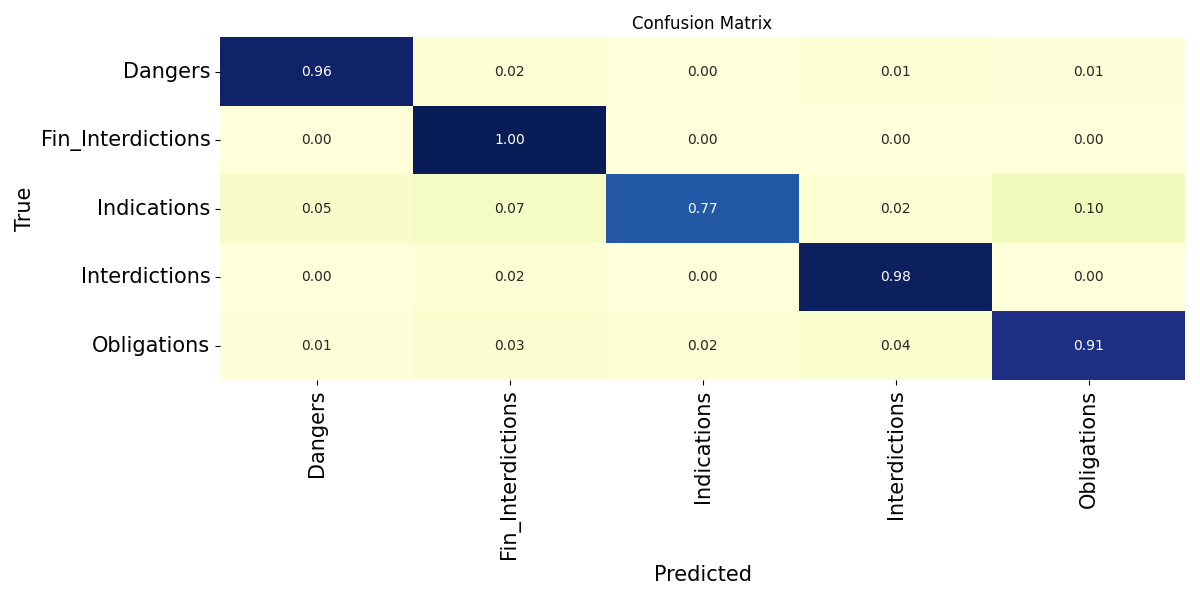 Confusion Matrix
True
Dangers 0.96 0.02 0.00 0.01 0.01
Fin_Interdictions 0.00 1.00 0.00 0.00 0.00
Indications 0.05 0.07 0.77 0.02 0.10
Interdictions 0.00 0.02 0.00 0.98 0.00
Obligations 0.01 0.03 0.02 0.04 0.91
Dangers Fin_Interdictions Indications Interdictions Obligations
Predicted